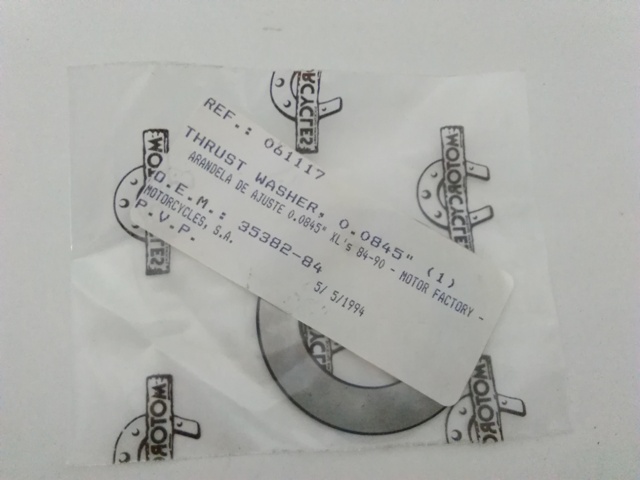 REF.: 061117
THRUST WASHER, 0.0845" (1)
ARANDELA DE AJUSTE 0.0845" XL's 84-90 - MOTOR FACTORY -
O.E.M.: 35382-84
MOTORCYCLES, S.A.
P.V.P.
5/ 5/1994